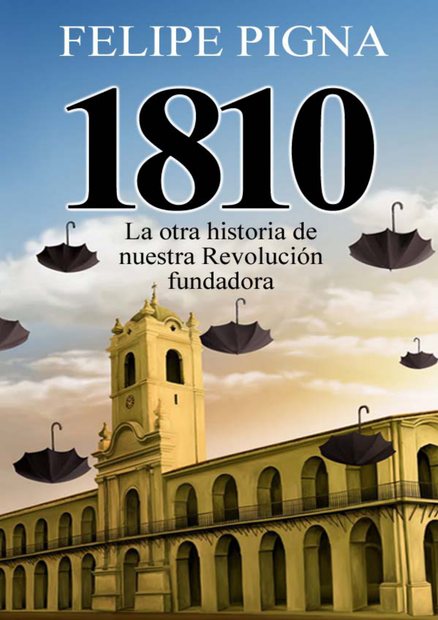 FELIPE PIGNA
1810
La otra historia de
nuestra Revolución
fundadora